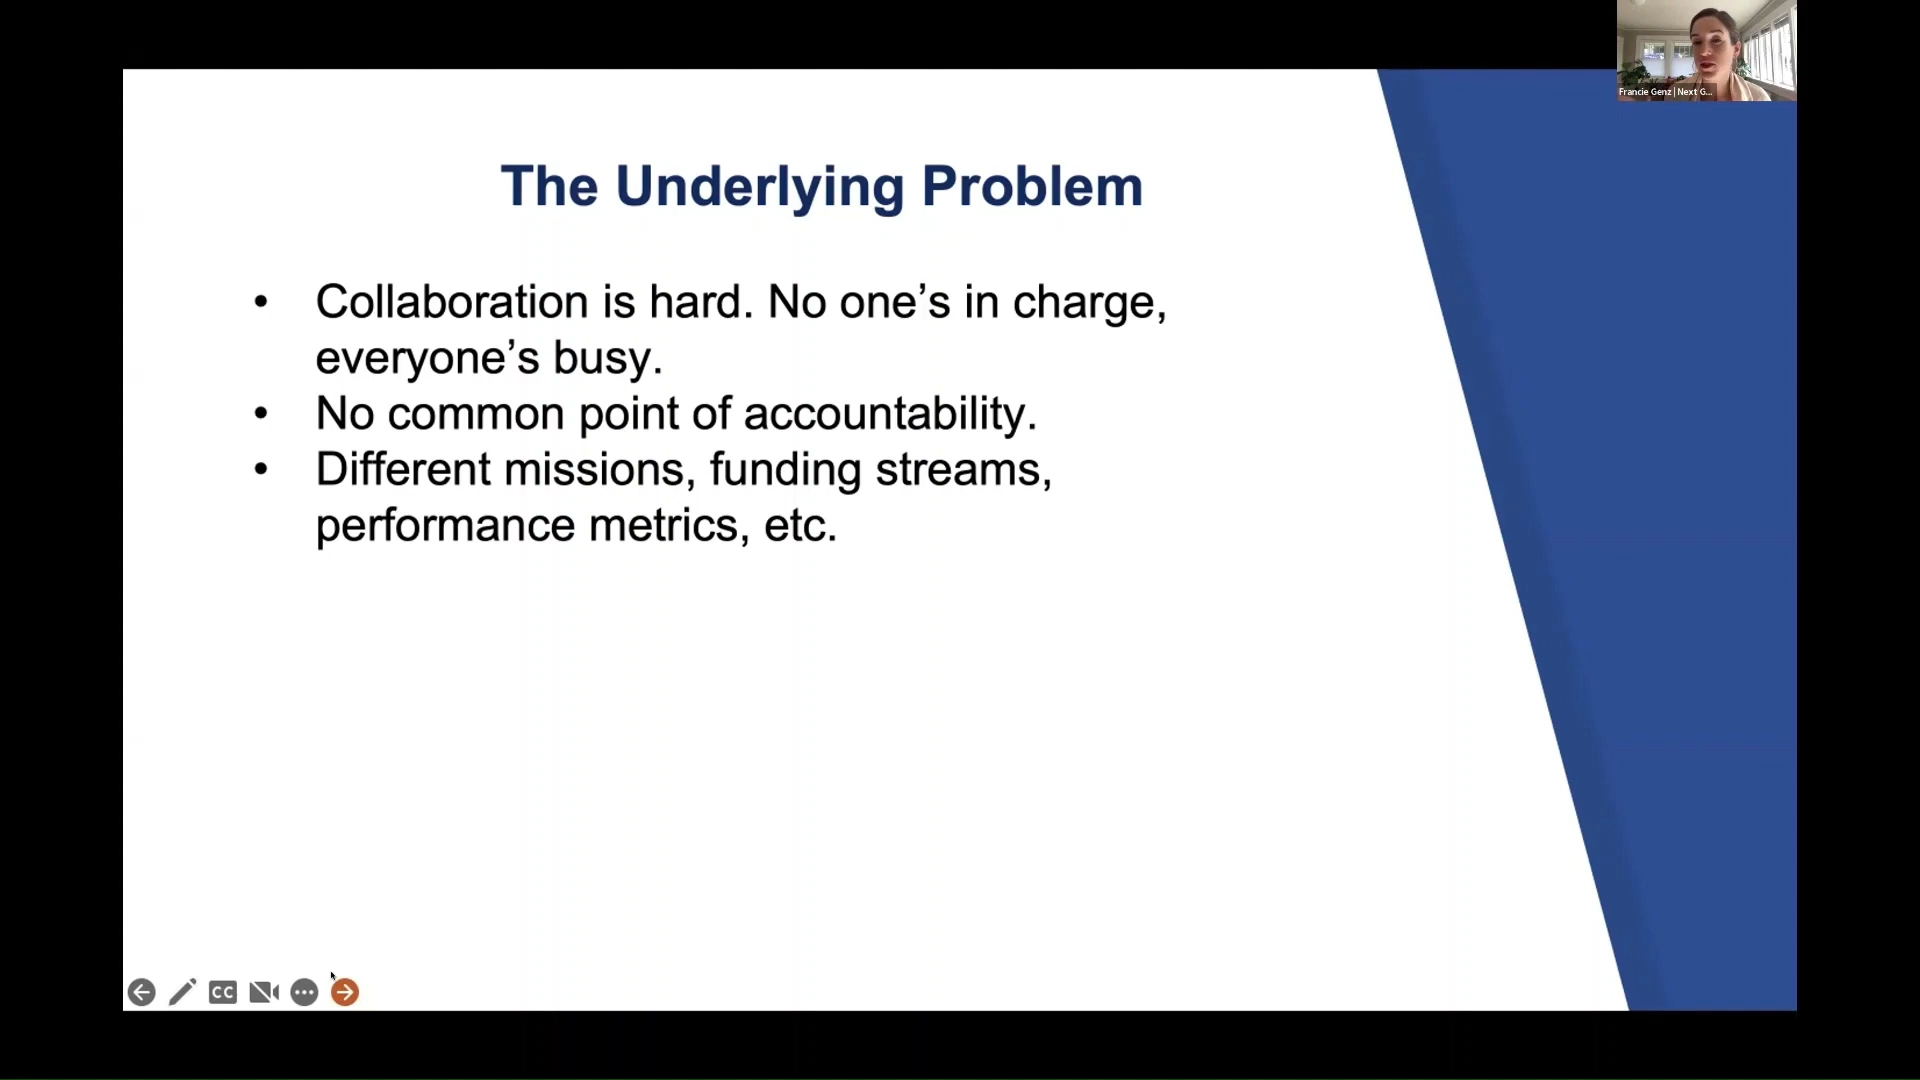 Francie Genz | Next G...
The Underlying Problem
• Collaboration is hard. No one’s in charge,
everyone’s busy.
• No common point of accountability.
• Different missions, funding streams,
performance metrics, etc.
CC